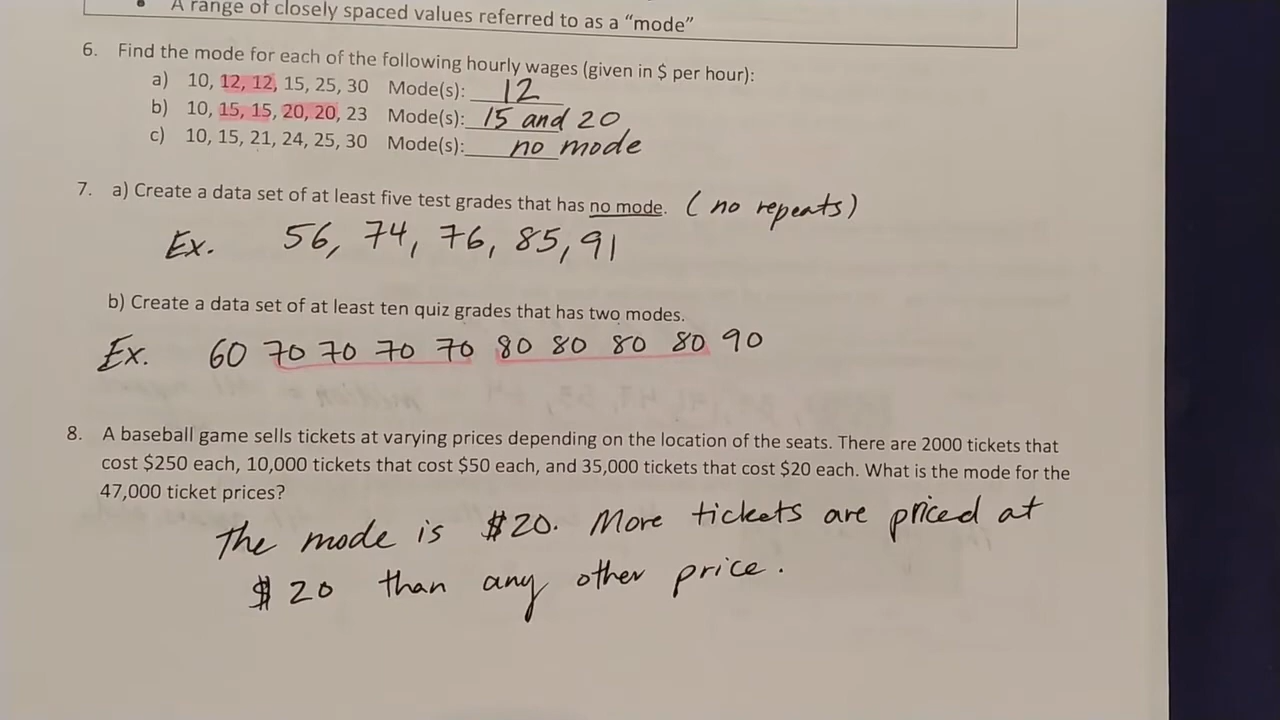 • A range of closely spaced values referred to as a “mode”
6. Find the mode for each of the following hourly wages (given in $ per hour):
a) 10, 12, 12, 15, 25, 30 Mode(s): 12
b) 10, 15, 15, 20, 20, 23 Mode(s): 15 and 20
c) 10, 15, 21, 24, 25, 30 Mode(s): no mode
7. a) Create a data set of at least five test grades that has no mode. (no repeats)
Ex. 56, 74, 76, 85, 91
b) Create a data set of at least ten quiz grades that has two modes.
Ex. 60 70 70 70 70 80 80 80 80 90
8. A baseball game sells tickets at varying prices depending on the location of the seats. There are 2000 tickets that
cost $250 each, 10,000 tickets that cost $50 each, and 35,000 tickets that cost $20 each. What is the mode for the
47,000 ticket prices?
The mode is $20. More tickets are priced at
$20 than any other price.